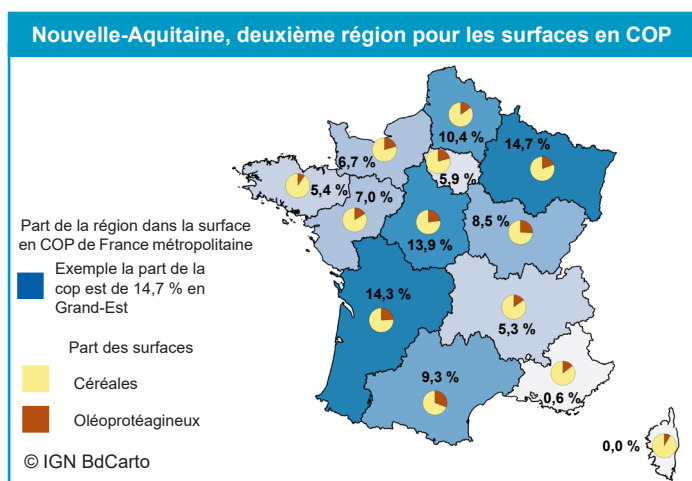 Nouvelle-Aquitaine, deuxième région pour les surfaces en COP
10,4 %
14,7 %
6,7 %
5,9 %
5,4 %
7,0 %
8,5 %
13,9 %
14,3 %
5,3 %
9,3 %
0,6 %
0,0 %
Part de la région dans la surface
en COP de France métropolitaine
Exemple la part de la
cop est de 14,7 % en
Grand-Est
Part des surfaces
Céréales
Oléoprotéagineux
© IGN BdCarto